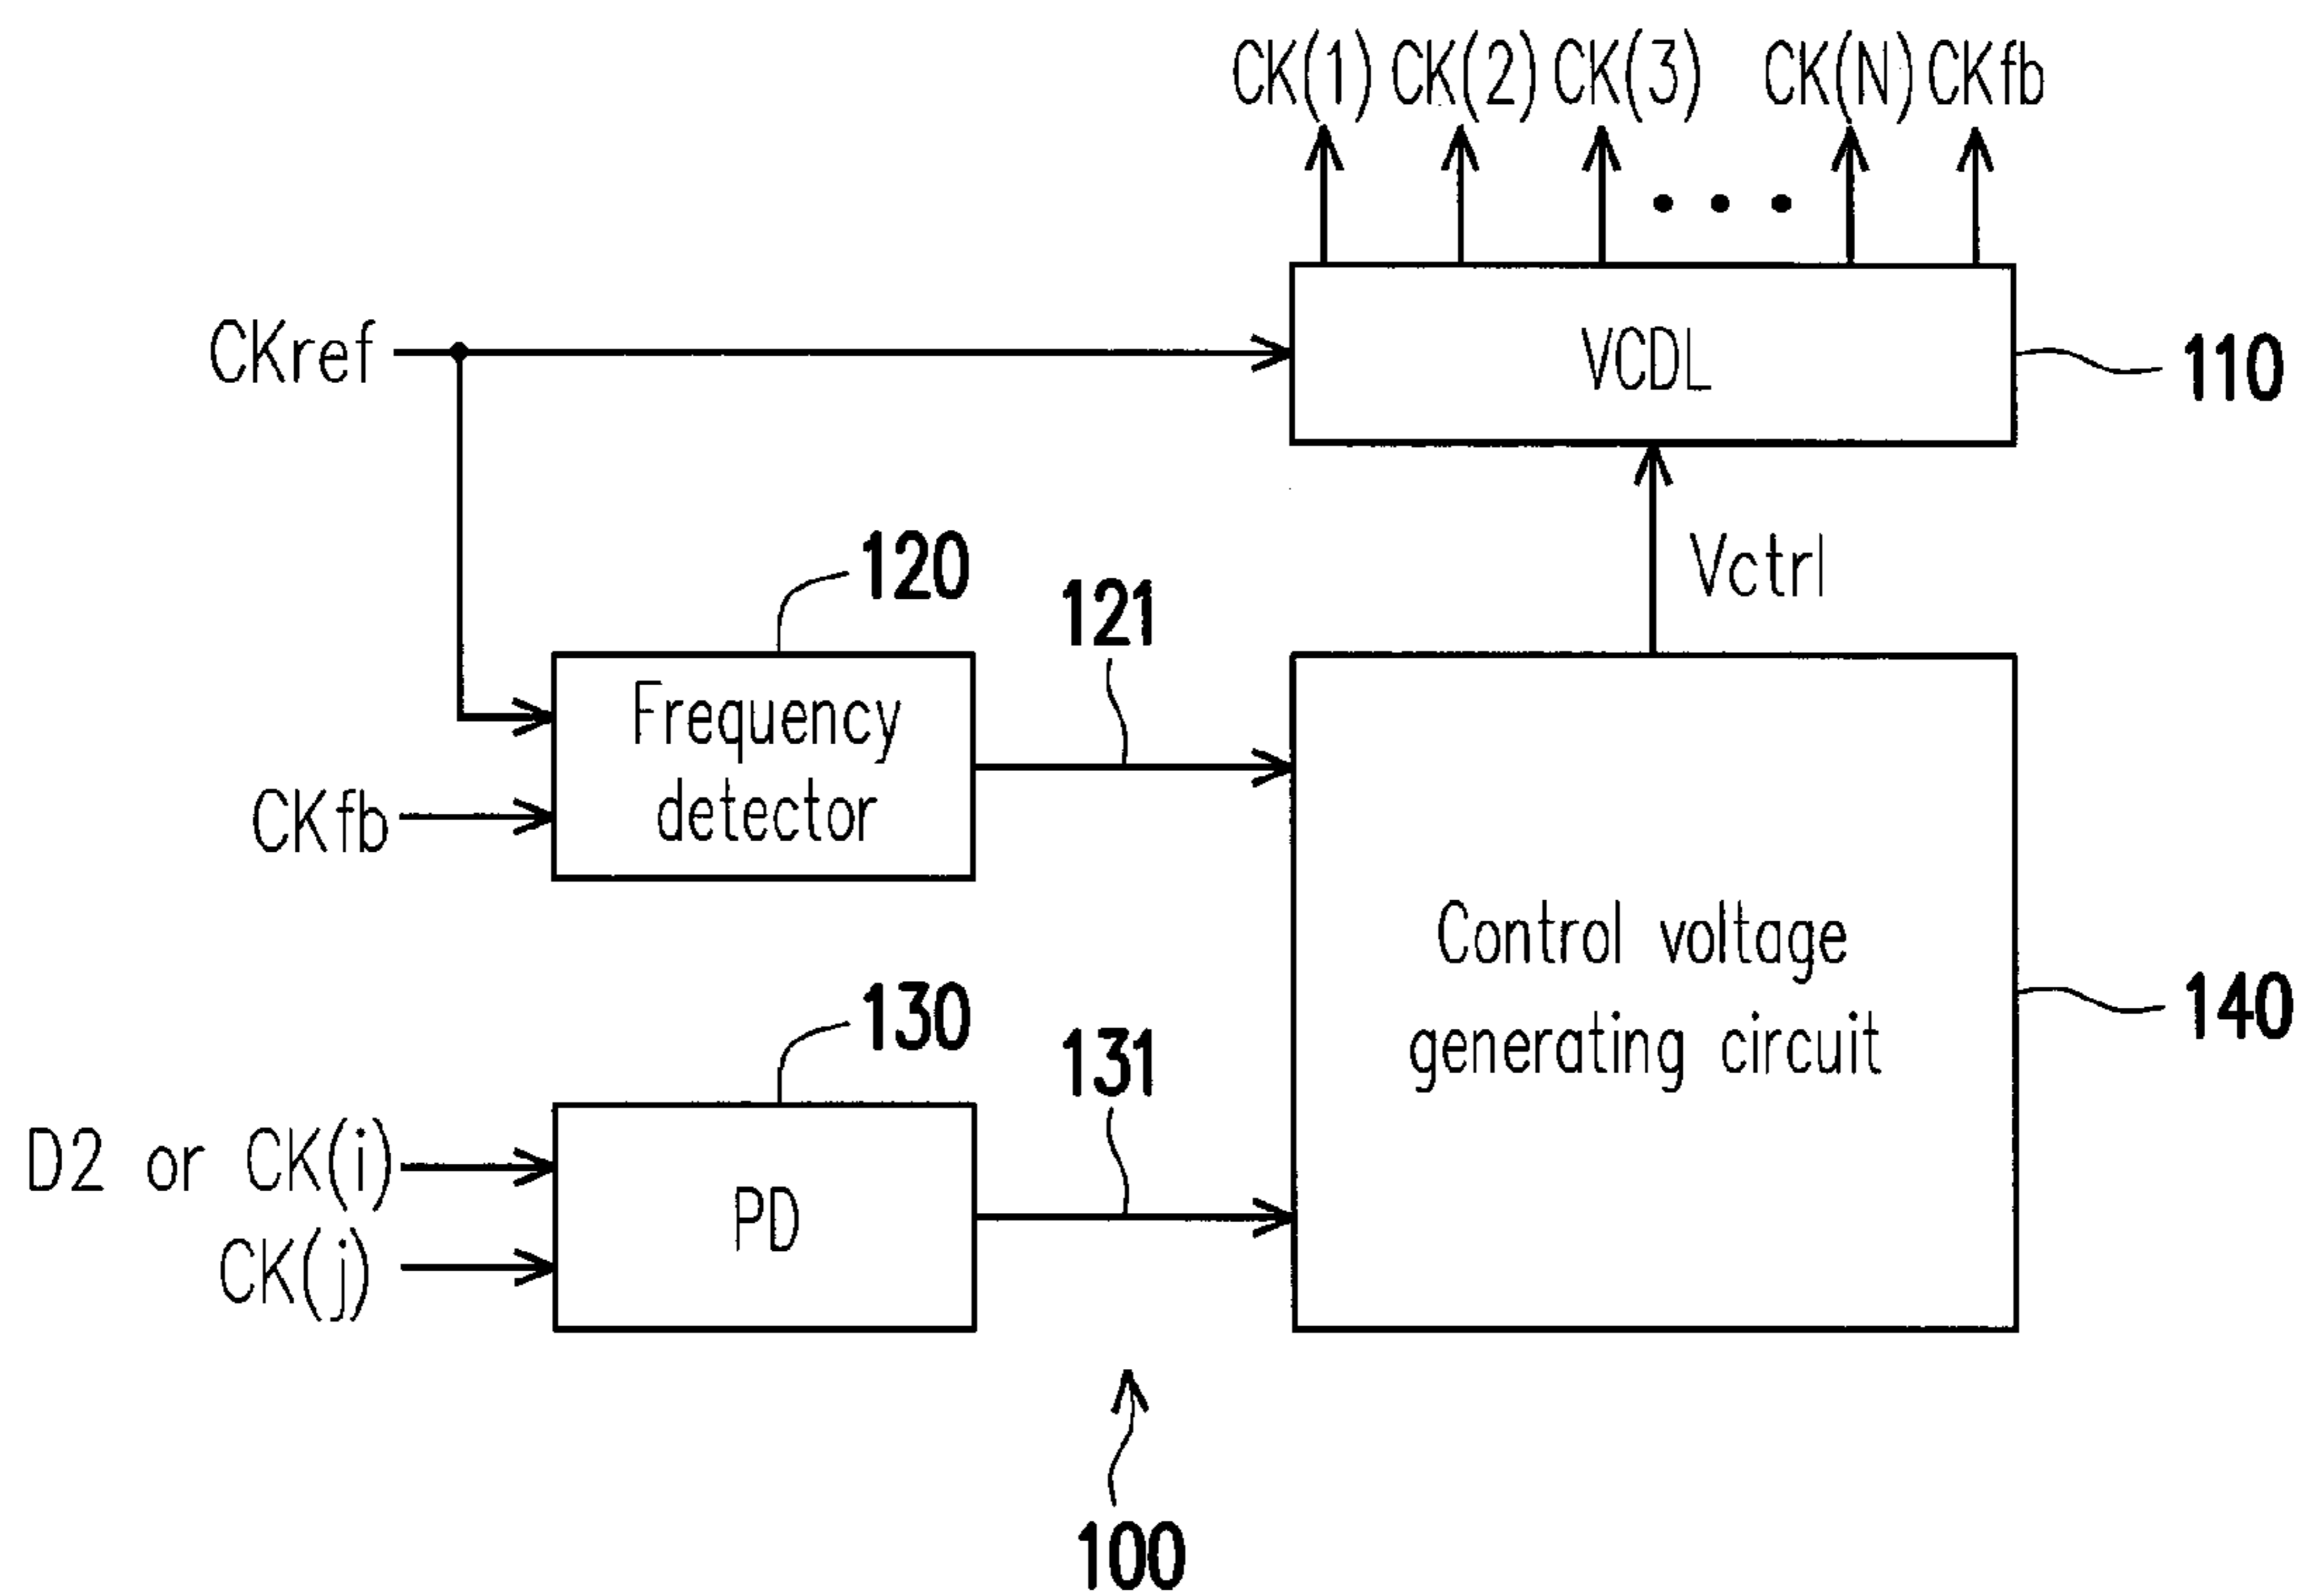 CK(1) CK(2) CK(3) CK(N) CKfb
CKref
VCDL
110
Vctrl
120
121
Frequency
detector
CKfb
Control voltage
generating circuit
140
130
131
D2 or CK(i)
CK(j)
PD
100